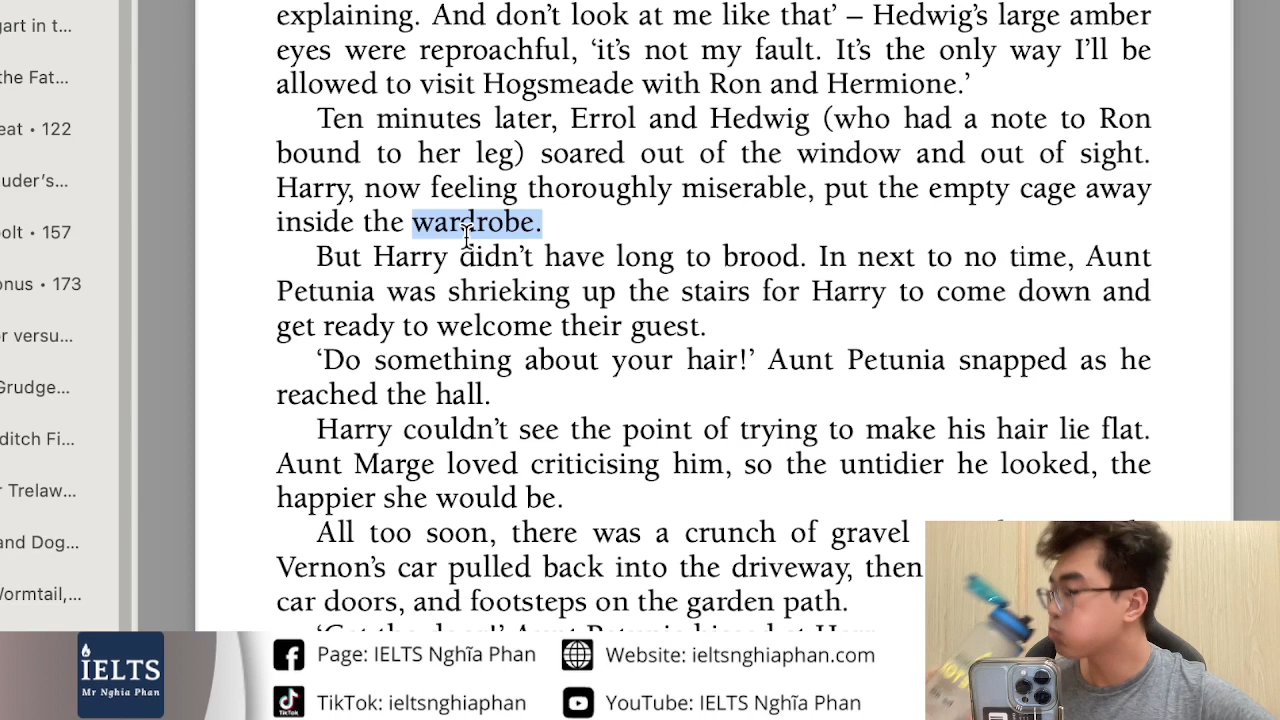 gart in t...
the Fat...
eat • 122
uder's...
olt • 157
onus • 173
r versu...
Grudge...
ditch Fi...
r Trelaw...
and Dog...
Wormtail,...
explaining. And don't look at me like that' – Hedwig's large amber
eyes were reproachful, 'it's not my fault. It's the only way I'll be
allowed to visit Hogsmeade with Ron and Hermione.'
Ten minutes later, Errol and Hedwig (who had a note to Ron
bound to her leg) soared out of the window and out of sight.
Harry, now feeling thoroughly miserable, put the empty cage away
inside the wardrobe.
But Harry didn't have long to brood. In next to no time, Aunt
Petunia was shrieking up the stairs for Harry to come down and
get ready to welcome their guest.
'Do something about your hair!' Aunt Petunia snapped as he
reached the hall.
Harry couldn't see the point of trying to make his hair lie flat.
Aunt Marge loved criticising him, so the untidier he looked, the
happier she would be.
All too soon, there was a crunch of gravel
Vernon's car pulled back into the driveway, then
car doors, and footsteps on the garden path.
IELTS
Mr Nghia Phan
Page: IELTS Nghĩa Phan
Website: ieltsnghiaphan.com
TikTok
TikTok: ieltsnghiaphan
YouTube: IELTS Nghĩa Phan